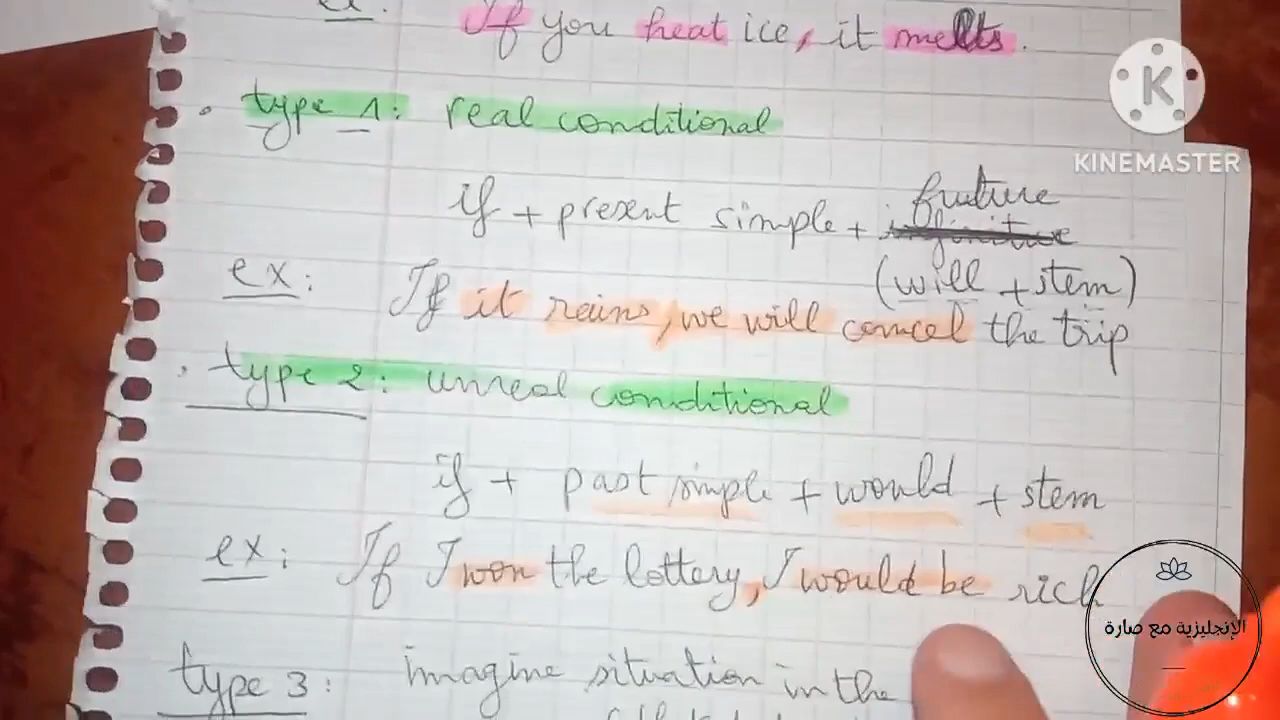 ex: If you heat ice, it melts.
K
KINEMASTER
• type 1: real conditional
if + present simple + future
(will + stem)
ex: If it rains, we will cancel the trip
• type 2: unreal conditional
if + past simple + would + stem
ex: If I won the lottery, I would be rich
الإنجليزية مع صارة
type 3: imagine situation in the